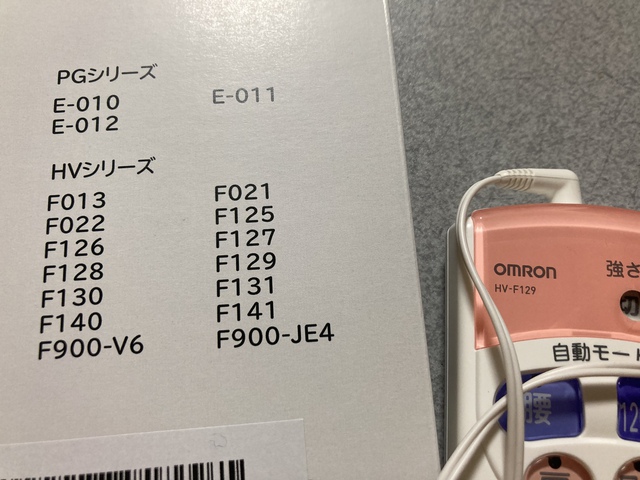 PGシリーズ
E-010 E-011
E-012
HVシリーズ
F013 F021
F022 F125
F126 F127
F128 F129
F130 F131
F140 F141
F900-V6 F900-JE4
OMRON 強さ
HV-F129
自動モード
腰 12